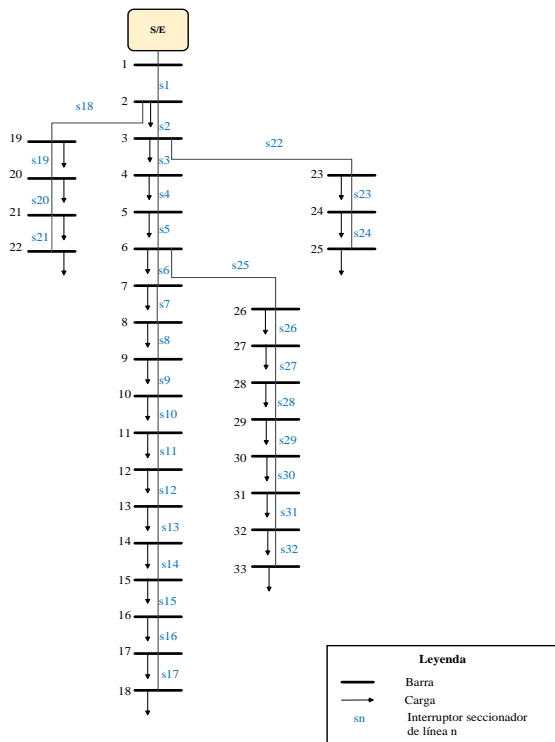 S/E
1
s1
s18
2
s2
19
3
s22
s19
s3
20
4
23
s20
s4
s23
21
5
24
s21
s5
s24
22
6
25
s6
s25
7
s7
26
8
s26
s8
27
9
s27
s9
28
10
s28
s10
29
11
s29
s11
30
12
s30
s12
31
13
s31
s13
32
14
s32
s14
33
15
s15
16
s16
17
s17
18
Leyenda
Barra
Carga
sn Interruptor seccionador
de línea n